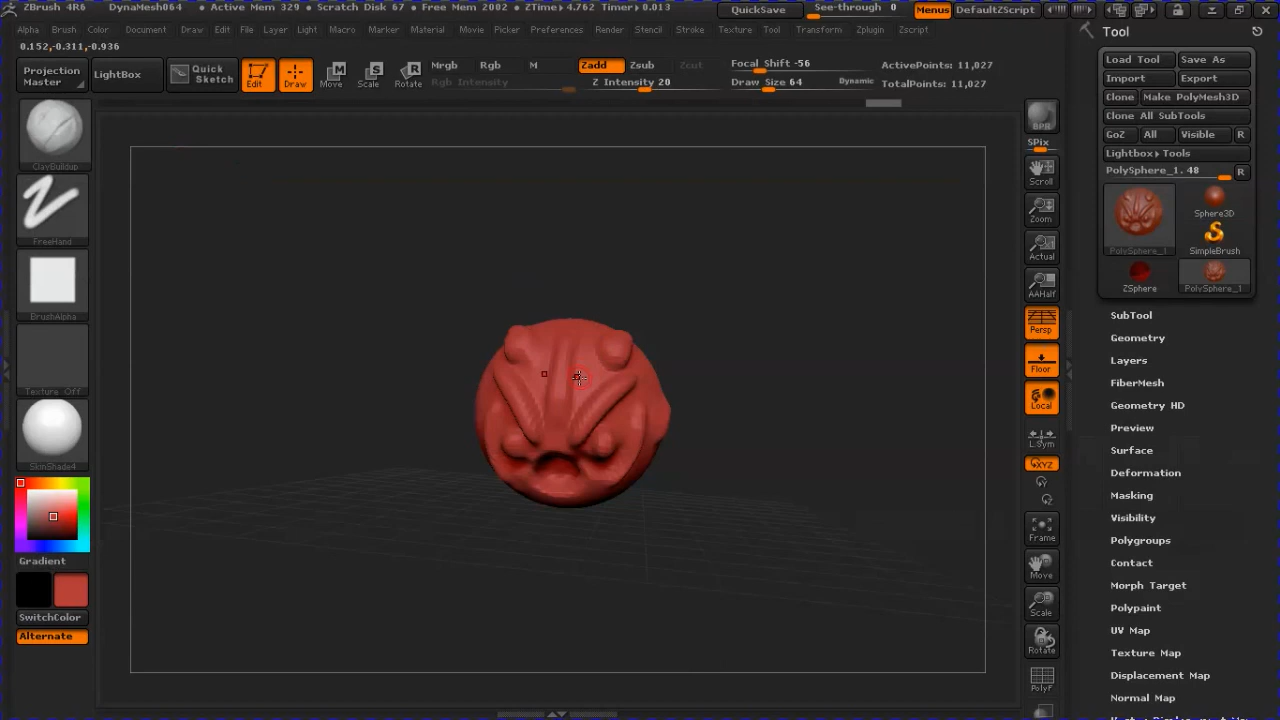 ZBrush 4R6 DynaMesh064 • Active Mem 329 • Scratch Disk 67 • Free Mem 2002 • ZTime▸4.762 Timer▸0.013 QuickSave See-through 0 Menus DefaultZScript
Alpha Brush Color Document Draw Edit File Layer Light Macro Marker Material Movie Picker Preferences Render Stencil Stroke Texture Tool Transform Zplugin Zscript
0.152,-0.311,-0.936
Projection Master
LightBox
Quick Sketch
Edit
Draw
Move
Scale
Rotate
Mrgb Rgb M
Rgb Intensity
Zadd Zsub Zcut
Z Intensity 20
Focal Shift -56
Draw Size 64 Dynamic
ActivePoints: 11,027
TotalPoints: 11,027
ClayBuildup
FreeHand
BrushAlpha
Texture Off
SkinShade4
Gradient
SwitchColor
Alternate
BPR
SPix
Scroll
Zoom
Actual
AAHalf
Persp
Floor
Local
L.Sym
XYZ
Frame
Move
Scale
Rotate
PolyF
Tool
Load Tool Save As
Import Export
Clone Make PolyMesh3D
Clone All SubTools
GoZ All Visible R
Lightbox▸Tools
PolySphere_1. 48 R
PolySphere_1
Sphere3D
SimpleBrush
ZSphere
PolySphere_1
SubTool
Geometry
Layers
FiberMesh
Geometry HD
Preview
Surface
Deformation
Masking
Visibility
Polygroups
Contact
Morph Target
Polypaint
UV Map
Texture Map
Displacement Map
Normal Map